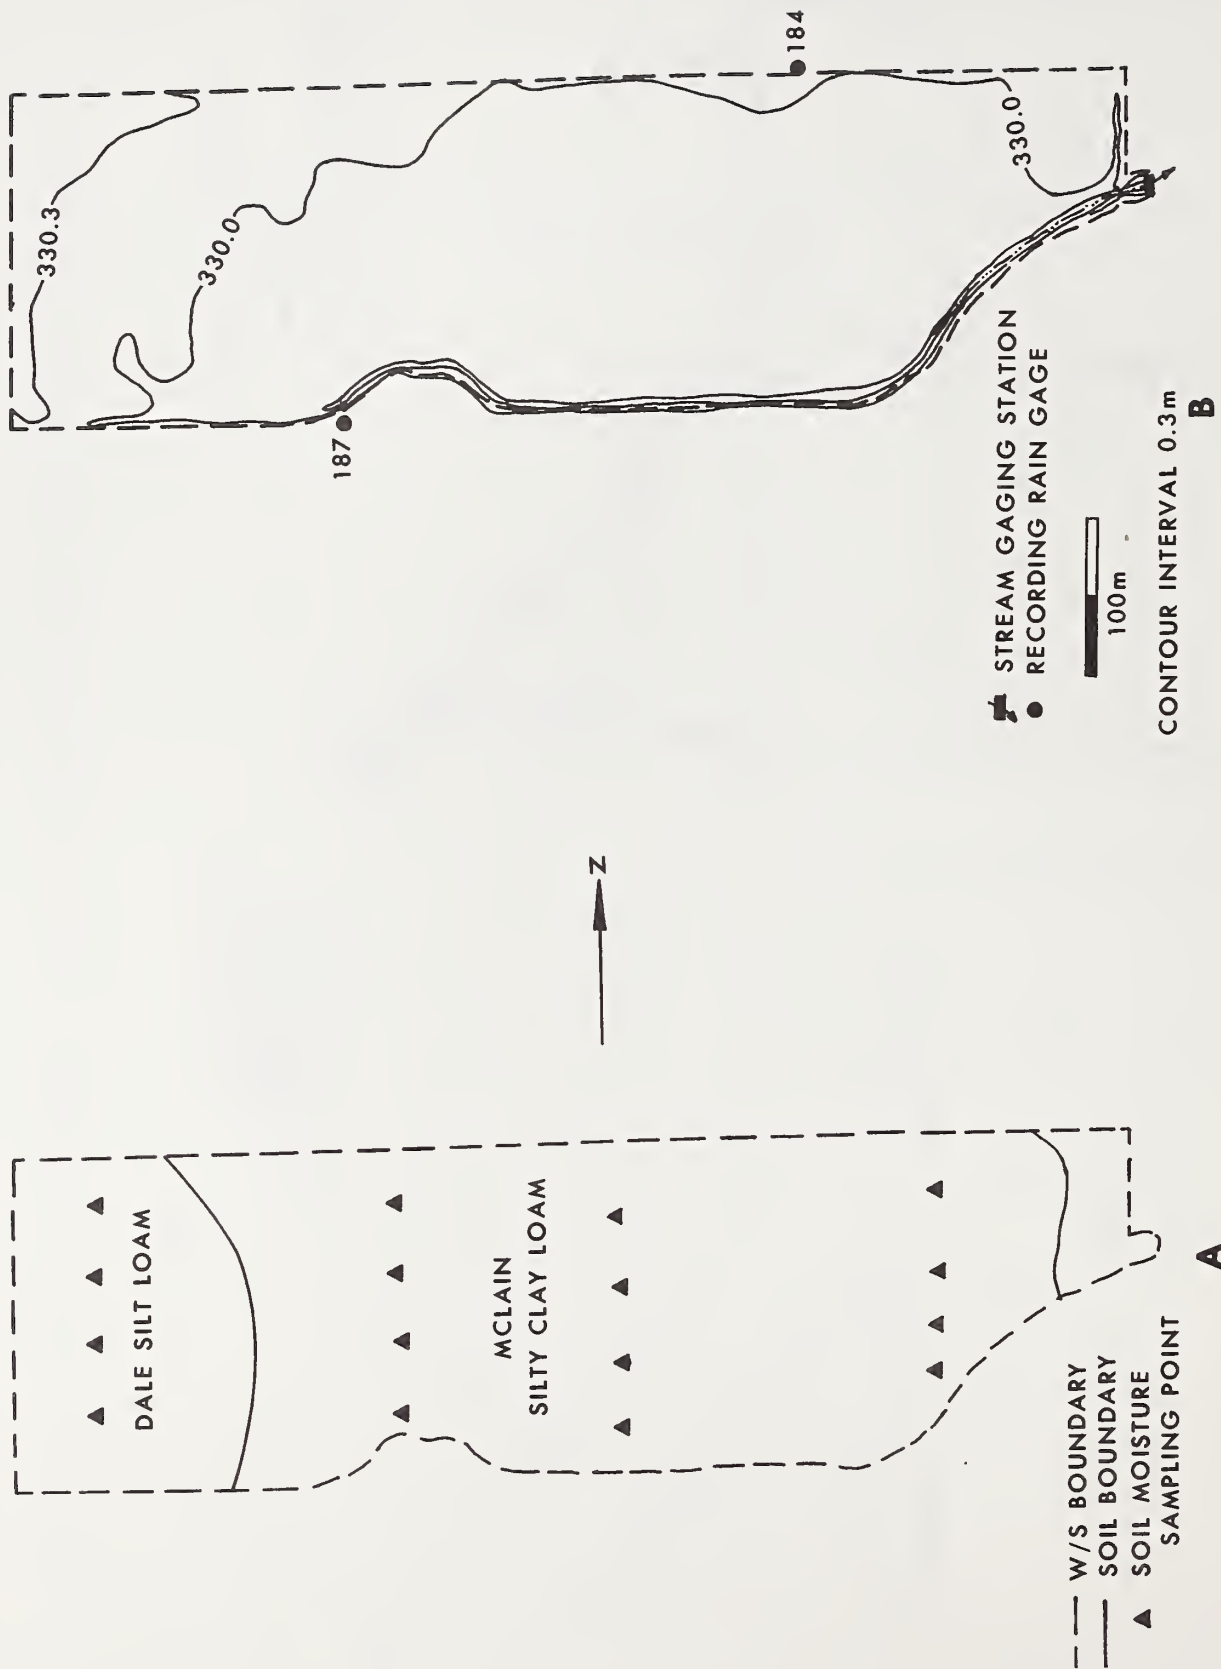 DALE SILT LOAM
MCLAIN
SILTY CLAY LOAM
W/S BOUNDARY
SOIL BOUNDARY
SOIL MOISTURE
SAMPLING POINT
A
N
330.3
330.0
187
184
330.0
STREAM GAGING STATION
RECORDING RAIN GAGE
100m
CONTOUR INTERVAL 0.3m
B